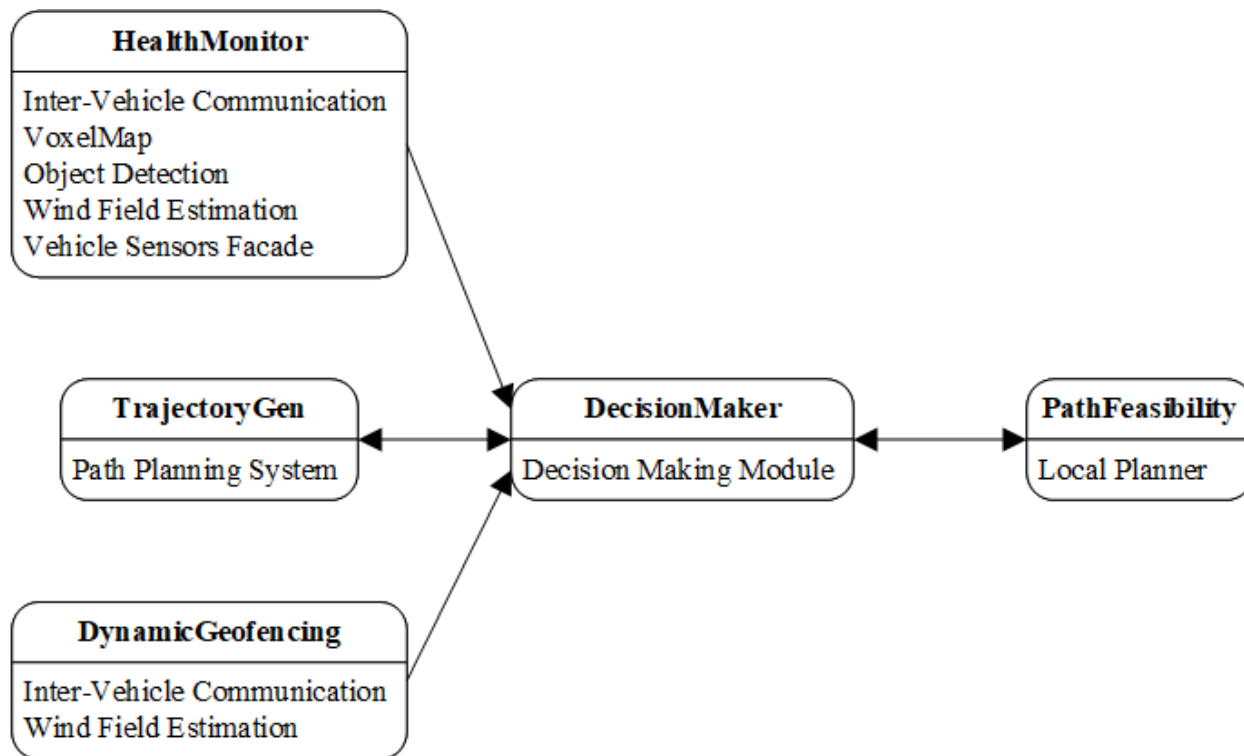 HealthMonitor
Inter-Vehicle Communication
VoxelMap
Object Detection
Wind Field Estimation
Vehicle Sensors Facade
TrajectoryGen
Path Planning System
DecisionMaker
Decision Making Module
PathFeasibility
Local Planner
DynamicGeofencing
Inter-Vehicle Communication
Wind Field Estimation